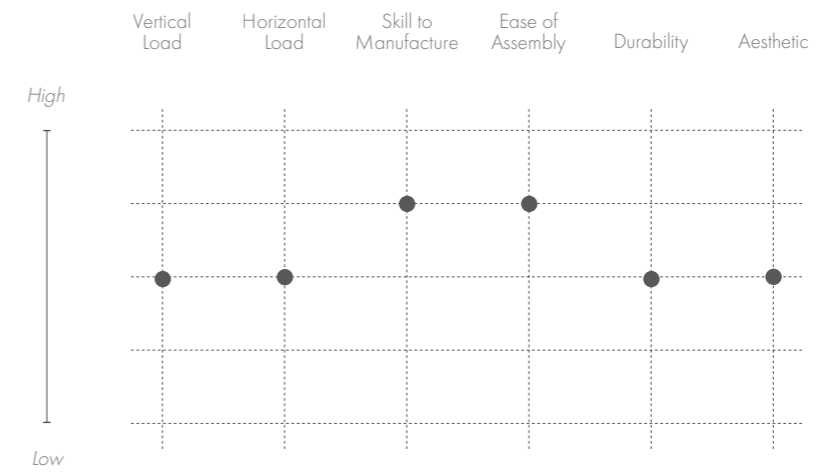 Vertical
Load
Horizontal
Load
Skill to
Manufacture
Ease of
Assembly
Durability
Aesthetic
High
Low